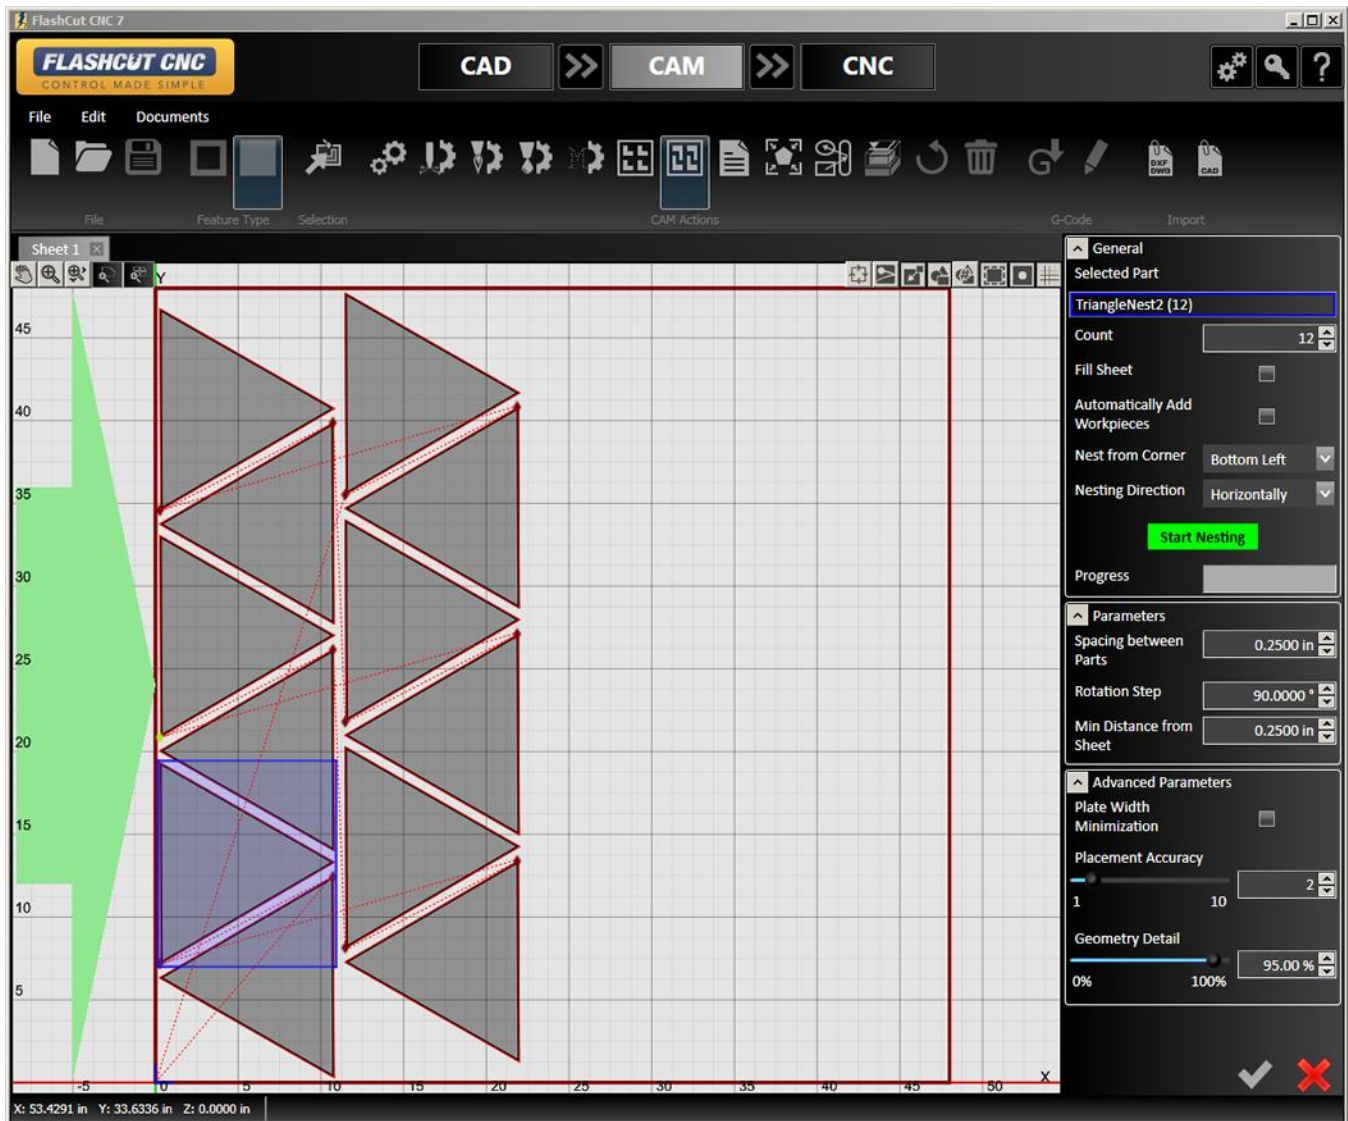 FlashCut CNC 7
FLASHCUT CNC
CONTROL MADE SIMPLE
CAD
CAM
CNC
?
File Edit Documents
DXF
DWG
CAD
File Feature Type Selection CAM Actions G-Code Import
Sheet 1
Y
45
40
35
30
25
20
15
10
5
-5 0 5 10 15 20 25 30 35 40 45 50 X
General
Selected Part
TriangleNest2 (12)
Count 12
Fill Sheet
Automatically Add
Workpieces
Nest from Corner Bottom Left
Nesting Direction Horizontally
Start Nesting
Progress
Parameters
Spacing between
Parts 0.2500 in
Rotation Step 90.0000 °
Min Distance from
Sheet 0.2500 in
Advanced Parameters
Plate Width
Minimization
Placement Accuracy
2
1 10
Geometry Detail
95.00 %
0% 100%
X: 53.4291 in Y: 33.6336 in Z: 0.0000 in